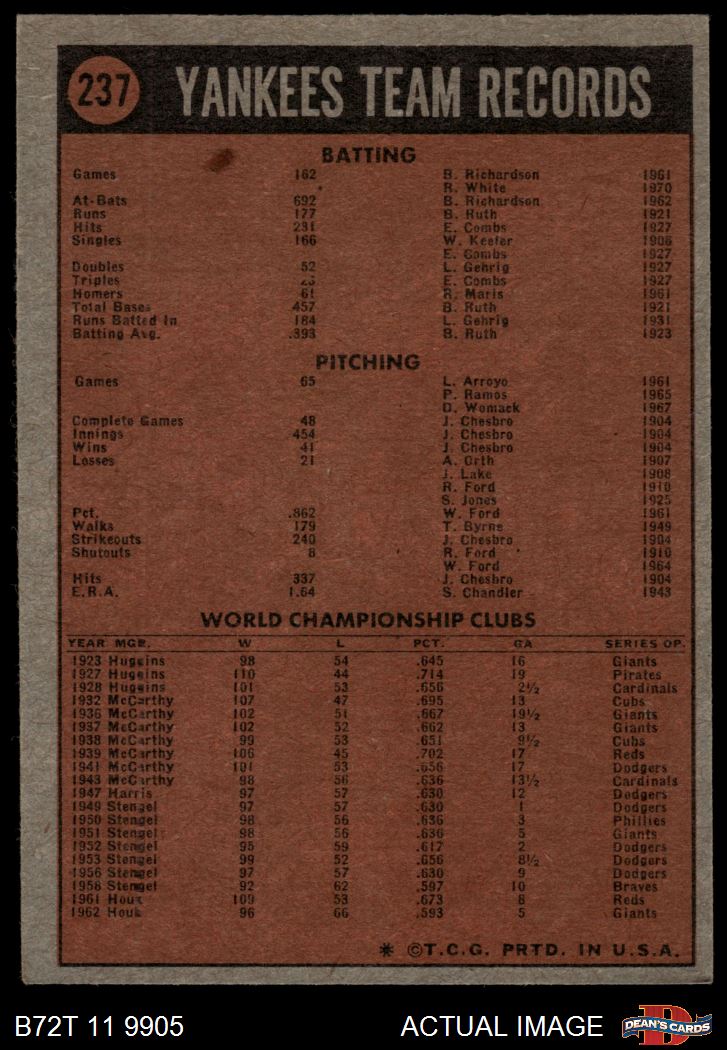 237 YANKEES TEAM RECORDS
BATTING
Games 162 B. Richardson 1961
R. White 1970
At-Bats 692 B. Richardson 1962
Runs 177 B. Ruth 1921
Hits 231 E. Combs 1927
Singles 166 W. Keefer 1906
E. Combs 1927
Doubles 52 L. Gehrig 1927
Triples E. Combs 1927
Homers 61 R. Maris 1961
Total Bases 457 B. Ruth 1921
Runs Batted In 184 L. Gehrig 1931
Batting Avg. .393 B. Ruth 1923
PITCHING
Games 65 L. Arroyo 1961
P. Ramos 1965
D. Womack 1967
Complete Games 48 J. Chesbro 1904
Innings 454 J. Chesbro 1904
Wins 41 J. Chesbro 1904
Losses 21 A. Orth 1907
J. Lake 1908
R. Ford 1910
S. Jones 1925
Pct. .862 W. Ford 1961
Walks 179 T. Byrne 1949
Strikeouts 240 J. Chesbro 1904
Shutouts 8 R. Ford 1910
W. Ford 1964
Hits 337 J. Chesbro 1904
E.R.A. 1.64 S. Chandler 1943
WORLD CHAMPIONSHIP CLUBS
YEAR MGR. W L PCT. GA SERIES OP.
1923 Huggins 98 54 .645 16 Giants
1927 Huggins 110 44 .714 19 Pirates
1928 Huggins 101 53 .656 2½ Cardinals
1932 McCarthy 107 47 .695 13 Cubs
1936 McCarthy 102 51 .667 19½ Giants
1937 McCarthy 102 52 .662 13 Giants
1938 McCarthy 99 53 .651 9½ Cubs
1939 McCarthy 106 45 .702 17 Reds
1941 McCarthy 101 53 .656 17 Dodgers
1943 McCarthy 98 56 .636 13½ Cardinals
1947 Harris 97 57 .630 12 Dodgers
1949 Stengel 97 57 .630 1 Dodgers
1950 Stengel 98 56 .636 3 Phillies
1951 Stengel 98 56 .636 5 Giants
1952 Stengel 95 59 .617 2 Dodgers
1953 Stengel 99 52 .656 8½ Dodgers
1956 Stengel 97 57 .630 9 Dodgers
1958 Stengel 92 62 .597 10 Braves
1961 Houk 109 53 .673 8 Reds
1962 Houk 96 66 .593 5 Giants
* ©T.C.G. PRTD. IN U.S.A.
B72T 11 9905 ACTUAL IMAGE D DEAN'S CARDS